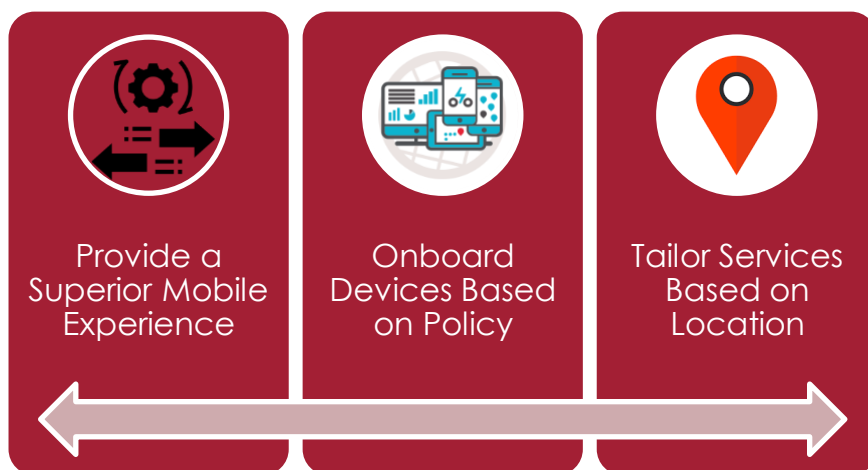 Provide a
Superior Mobile
Experience
Onboard
Devices Based
on Policy
Tailor Services
Based on
Location